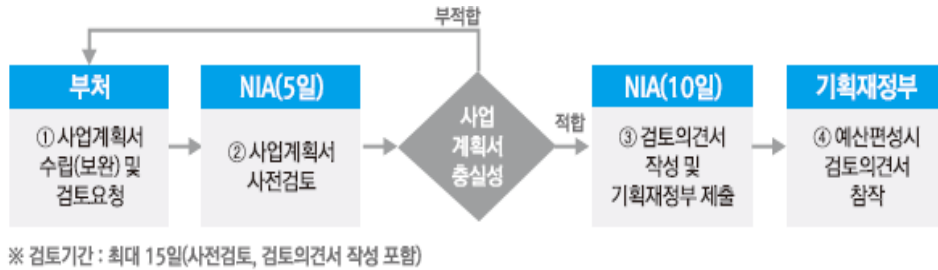 부적합
부처
① 사업계획서
수립(보완) 및
검토요청
NIA(5일)
② 사업계획서
사전검토
사업
계획서
충실성
적합
NIA(10일)
③ 검토의견서
작성 및
기획재정부 제출
기획재정부
④ 예산편성시
검토의견서
참작
※ 검토기간 : 최대 15일(사전검토, 검토의견서 작성 포함)